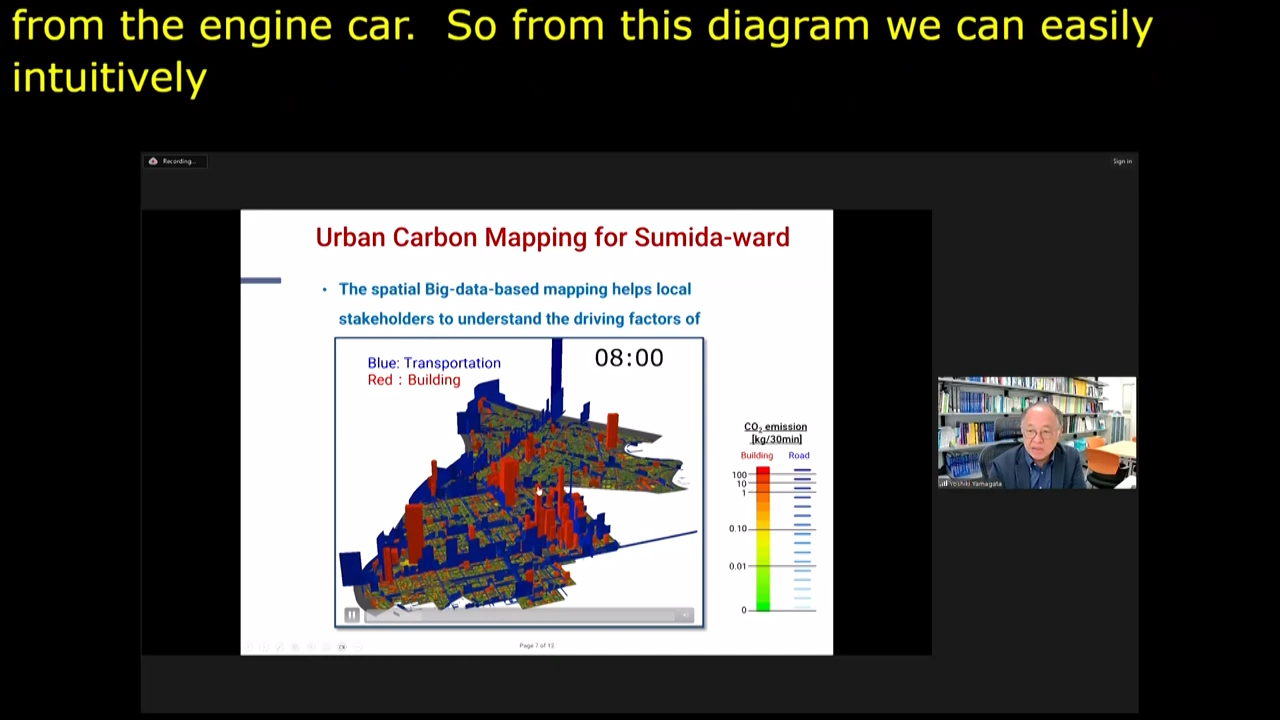 from the engine car.  So from this diagram we can easily
intuitively
Recording...
Sign in
Urban Carbon Mapping for Sumida-ward
• The spatial Big-data-based mapping helps local
stakeholders to understand the driving factors of
Blue: Transportation
Red : Building
08:00
CO₂ emission
[kg/30min]
Building Road
100
10
1
0.10
0.01
0
Yoshiki Yamagata
Page 7 of 12